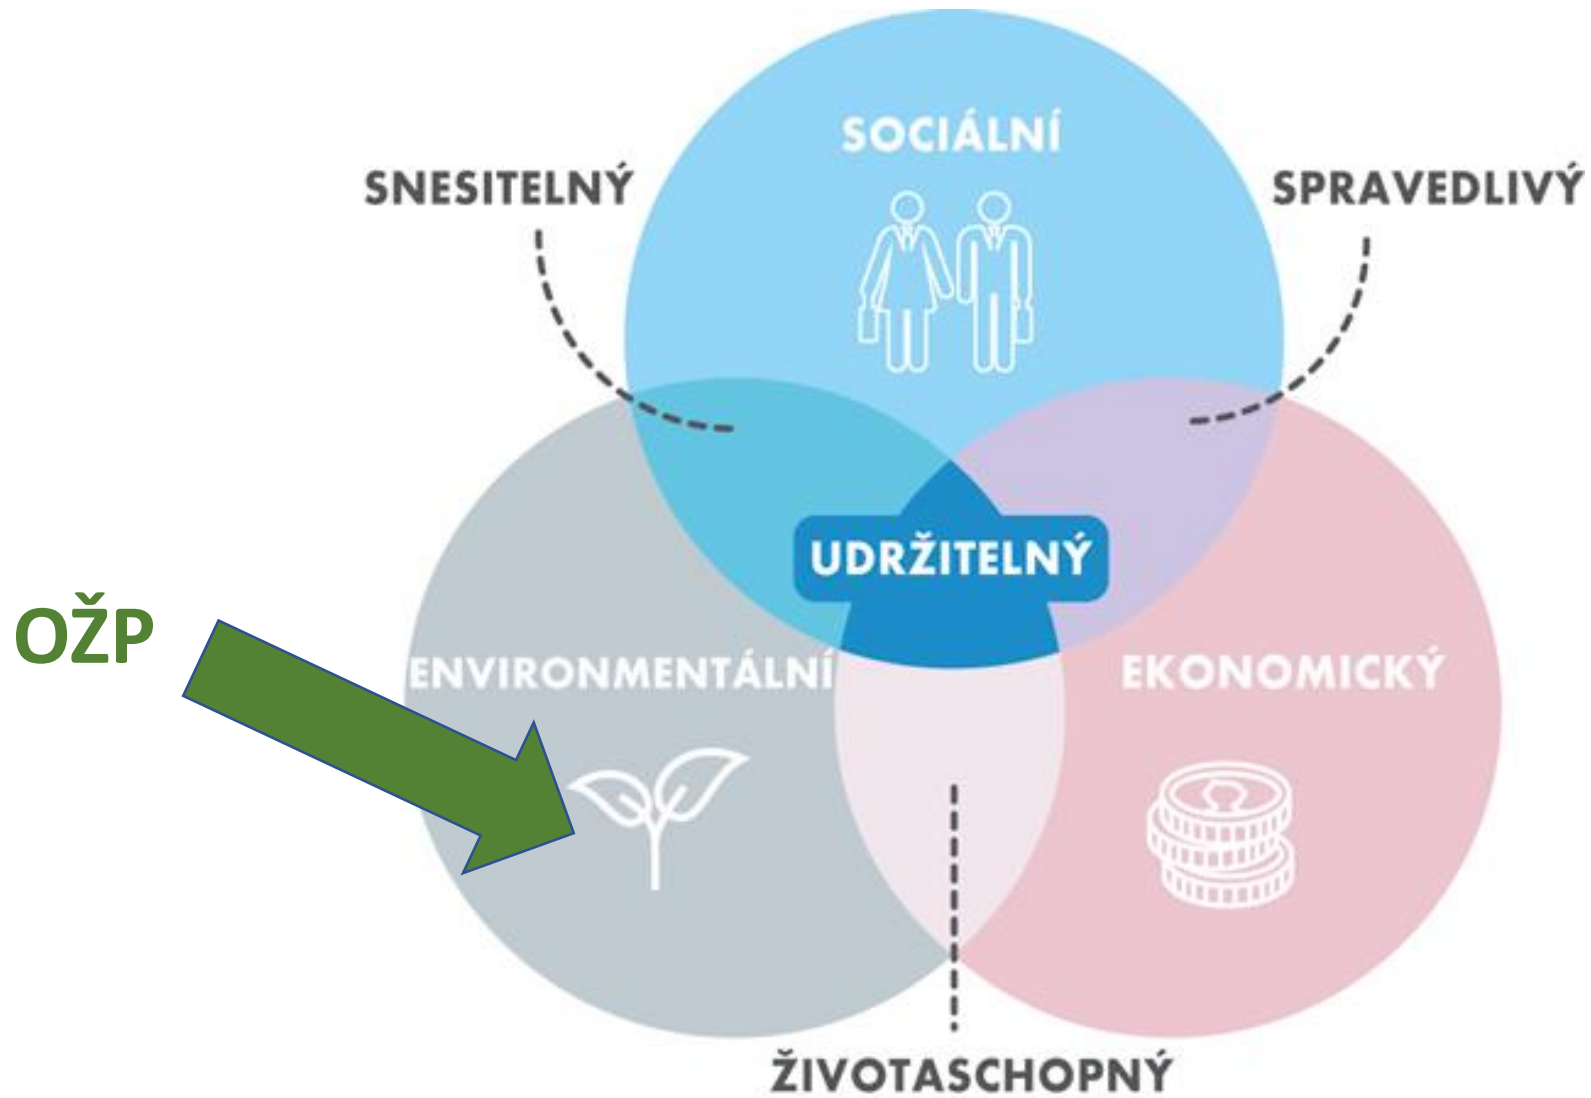 SOCIÁLNÍ
SNESITELNÝ
SPRAVEDLIVÝ
UDRŽITELNÝ
OŽP
ENVIRONMENTÁLNÍ
EKONOMICKÝ
ŽIVOTASCHOPNÝ